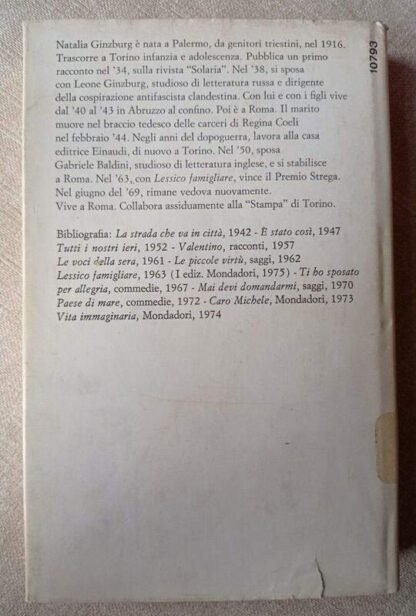 Natalia Ginzburg è nata a Palermo, da genitori triestini, nel 1916.
Trascorre a Torino infanzia e adolescenza. Pubblica un primo
racconto nel '34, sulla rivista "Solaria". Nel '38, si sposa
con Leone Ginzburg, studioso di letteratura russa e dirigente
della cospirazione antifascista clandestina. Con lui e con i figli vive
dal '40 al '43 in Abruzzo al confino. Poi è a Roma. Il marito
muore nel braccio tedesco delle carceri di Regina Coeli
nel febbraio '44. Negli anni del dopoguerra, lavora alla casa
editrice Einaudi, di nuovo a Torino. Nel '50, sposa
Gabriele Baldini, studioso di letteratura inglese, e si stabilisce
a Roma. Nel '63, con Lessico famigliare, vince il Premio Strega.
Nel giugno del '69, rimane vedova nuovamente.
Vive a Roma. Collabora assiduamente alla "Stampa" di Torino.
Bibliografia: La strada che va in città, 1942 - È stato così, 1947
Tutti i nostri ieri, 1952 - Valentino, racconti, 1957
Le voci della sera, 1961 - Le piccole virtù, saggi, 1962
Lessico famigliare, 1963 (I ediz. Mondadori, 1975) - Ti ho sposato
per allegria, commedie, 1967 - Mai devi domandarmi, saggi, 1970
Paese di mare, commedie, 1972 - Caro Michele, Mondadori, 1973
Vita immaginaria, Mondadori, 1974
10793